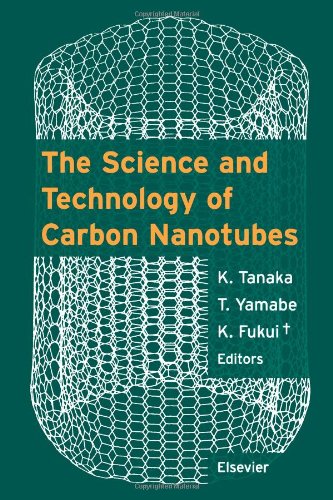 The Science and
Technology of
Carbon Nanotubes
K. Tanaka
T. Yamabe
K. Fukui †
Editors
Elsevier